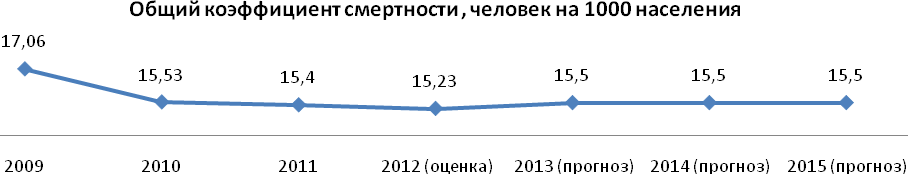 Общий коэффициент смертности, человек на 1000 населения
17,06
15,53
15,4
15,23
15,5
15,5
15,5
2009
2010
2011
2012 (оценка)
2013 (прогноз)
2014 (прогноз)
2015 (прогноз)